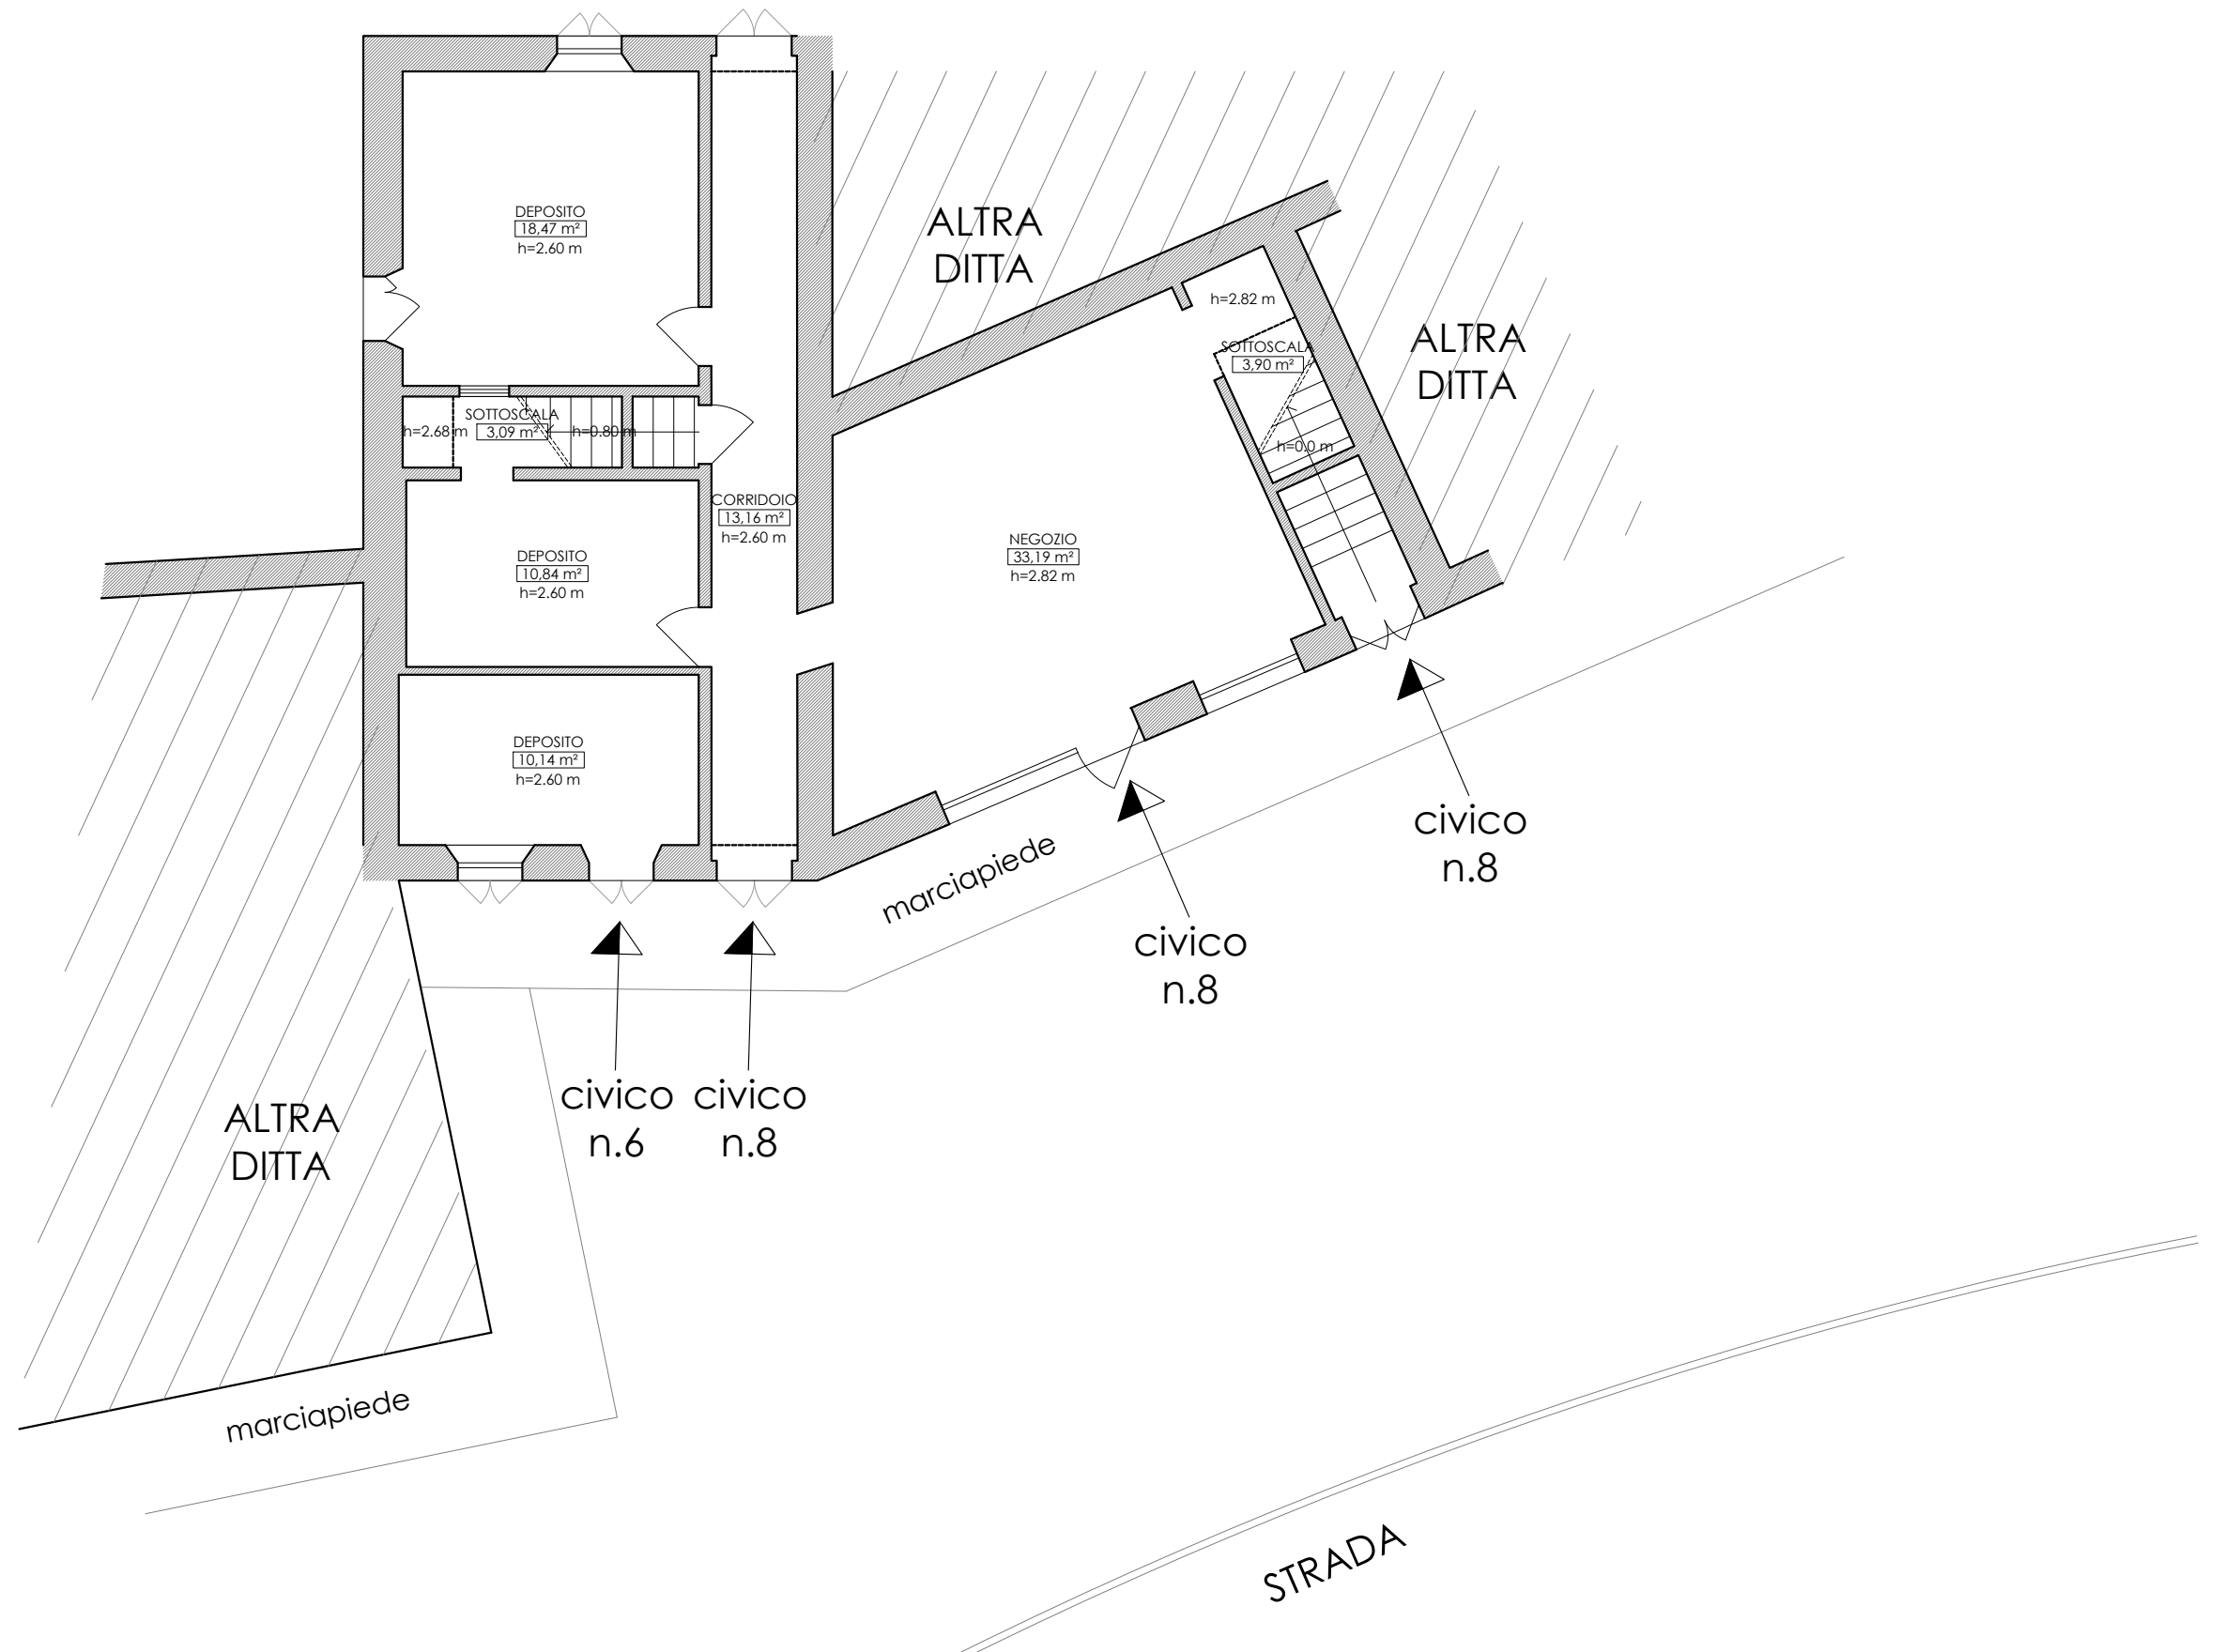 DEPOSITO
18,47 m²
h=2.60 m
ALTRA
DITTA
h=2.82 m
SOTTOSCALA
3,90 m²
h=0.0 m
ALTRA
DITTA
SOTTOSCALA
h=2.68 m
3,09 m²
h=0.80 m
CORRIDOIO
13,16 m²
h=2.60 m
NEGOZIO
33,19 m²
h=2.82 m
DEPOSITO
10,84 m²
h=2.60 m
DEPOSITO
10,14 m²
h=2.60 m
marciapiede
civico
n.8
civico
n.8
civico
n.6
civico
n.8
ALTRA
DITTA
marciapiede
STRADA